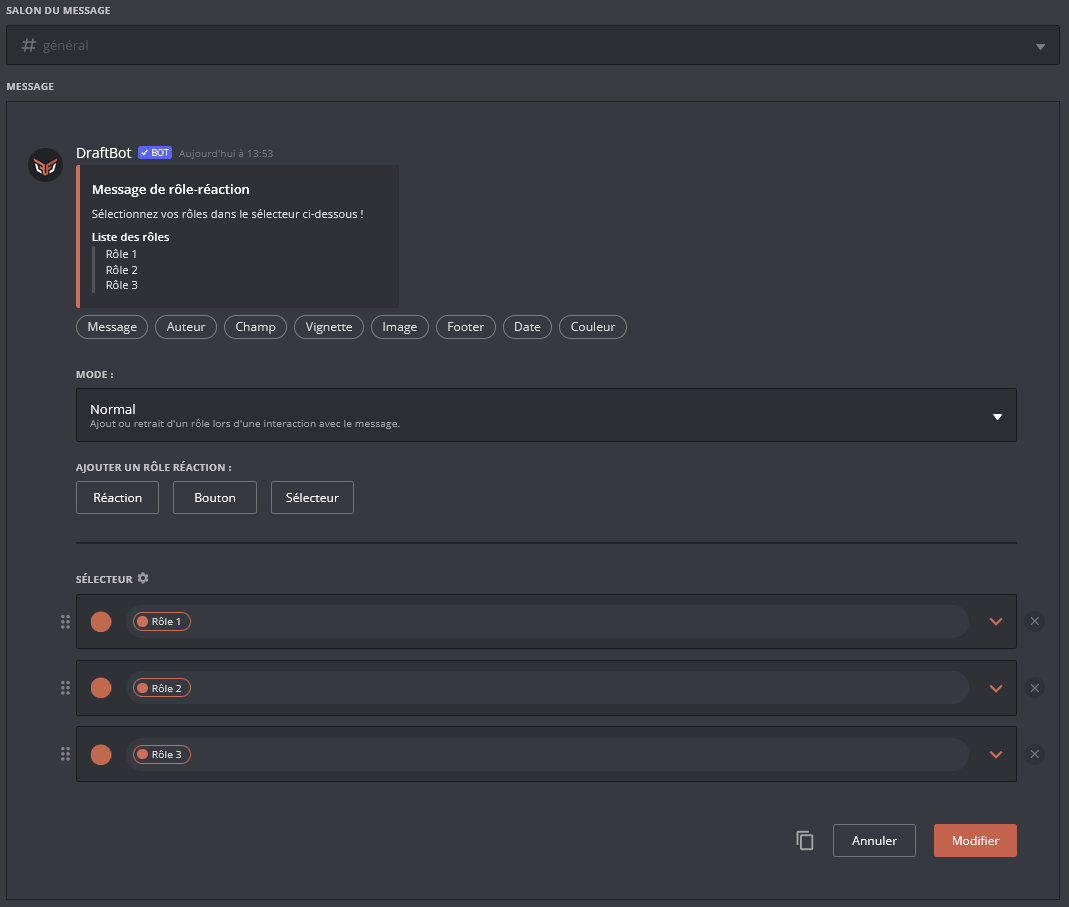 SALON DU MESSAGE
# général
MESSAGE
DraftBot ✔ BOT Aujourd'hui à 13:53
Message de rôle-réaction
Sélectionnez vos rôles dans le sélecteur ci-dessous !
Liste des rôles
Rôle 1
Rôle 2
Rôle 3
Message Auteur Champ Vignette Image Footer Date Couleur
MODE :
Normal
Ajout ou retrait d'un rôle lors d'une interaction avec le message.
AJOUTER UN RÔLE RÉACTION :
Réaction Bouton Sélecteur
SÉLECTEUR
Rôle 1
Rôle 2
Rôle 3
Annuler Modifier